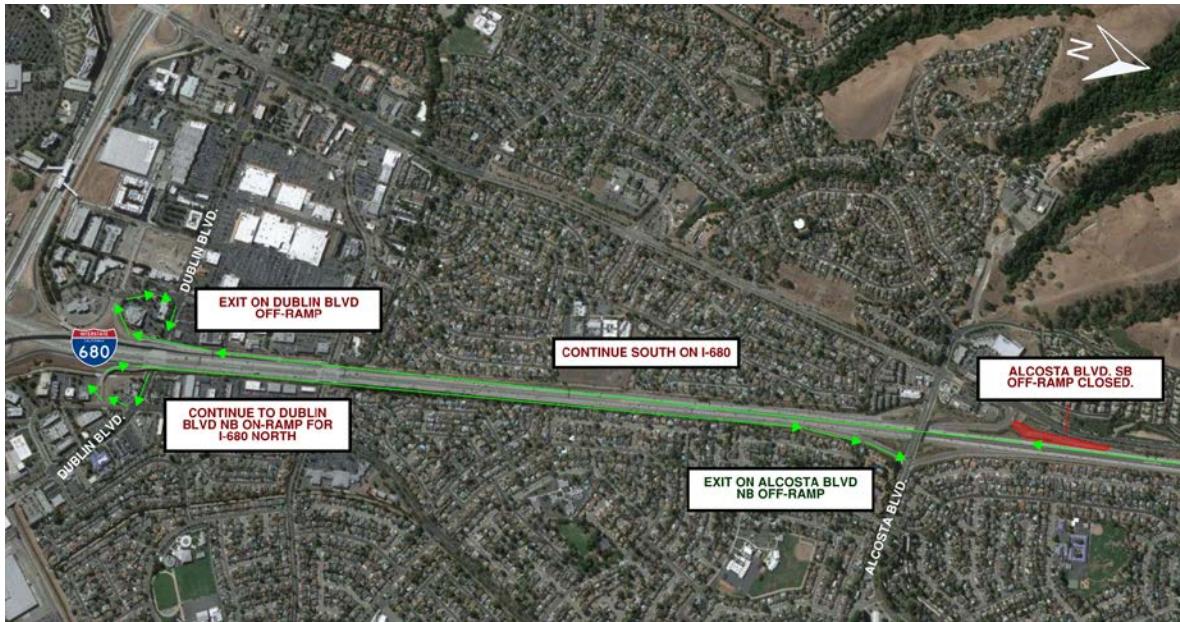 N
DUBLIN BLVD.
EXIT ON DUBLIN BLVD
OFF-RAMP
INTERSTATE
CALIFORNIA
680
CONTINUE SOUTH ON I-680
ALCOSTA BLVD. SB
OFF-RAMP CLOSED.
CONTINUE TO DUBLIN
BLVD NB ON-RAMP FOR
I-680 NORTH
DUBLIN BLVD.
EXIT ON ALCOSTA BLVD
NB OFF-RAMP
ALCOSTA BLVD.